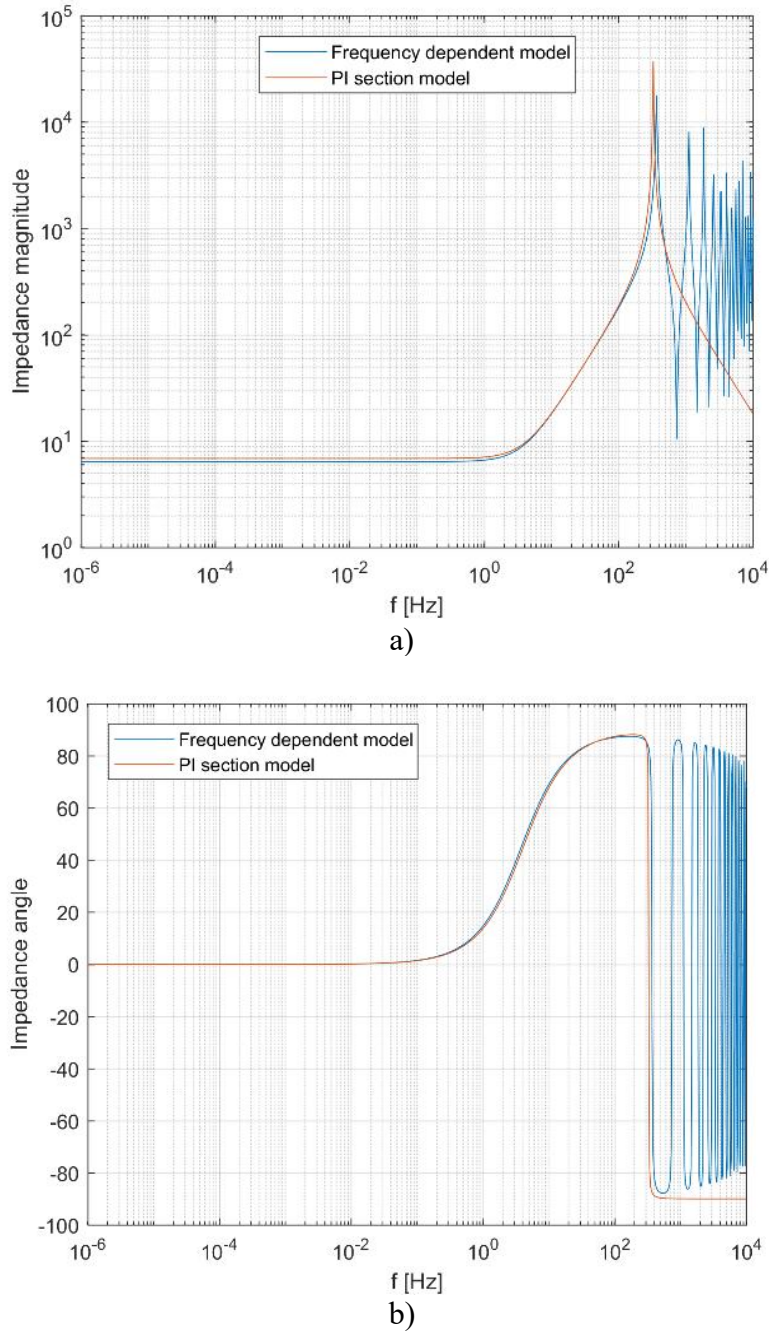 10^5
Frequency dependent model
PI section model
10^4
10^3
Impedance magnitude
10^2
10^1
10^0
10^-6 10^-4 10^-2 10^0 10^2 10^4
f [Hz]
a)
100
80
Frequency dependent model
PI section model
60
40
20
Impedance angle
0
-20
-40
-60
-80
-100
10^-6 10^-4 10^-2 10^0 10^2 10^4
f [Hz]
b)